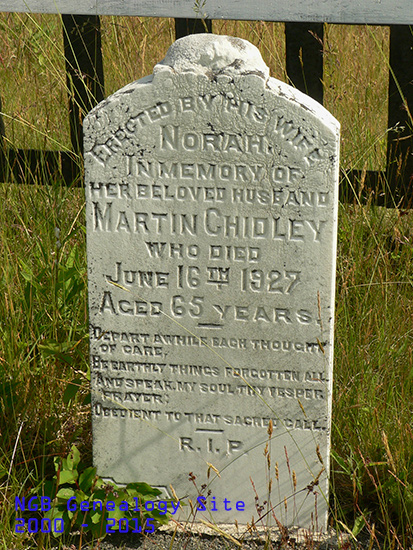 ERECTED BY HIS WIFE
NORAH.
IN MEMORY OF
HER BELOVED HUSBAND
MARTIN CHIDLEY
WHO DIED
JUNE 16TH 1927
AGED 65 YEARS.
DEPART AWHILE EACH THOUGHT
OF CARE.
BE EARTHLY THINGS FORGOTTEN ALL
AND SPEAK, MY SOUL THY VESPER
PRAYER;
OBEDIENT TO THAT SACRED CALL.
R.I.P
NGB Genealogy Site
2000 • 2015